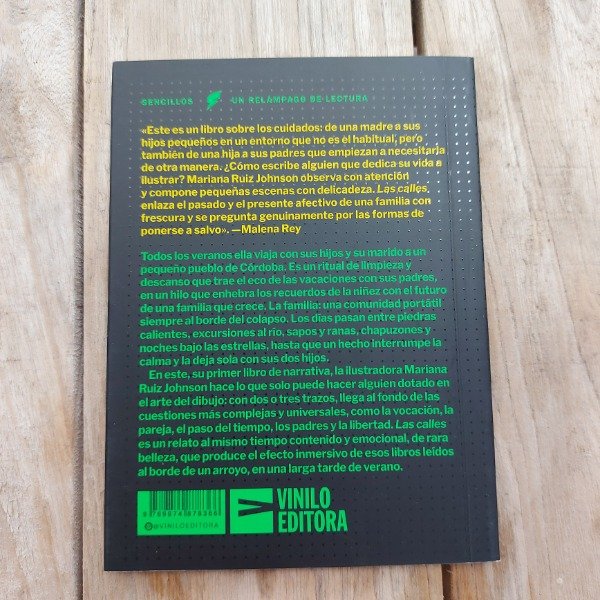 SENCILLOS UN RELÁMPAGO DE LECTURA
«Este es un libro sobre los cuidados: de una madre a sus
hijos pequeños en un entorno que no es el habitual, pero
también de una hija a sus padres que empiezan a necesitarla
de otra manera. ¿Cómo escribe alguien que dedica su vida a
ilustrar? Mariana Ruiz Johnson observa con atención
y compone pequeñas escenas con delicadeza. Las calles,
enlaza el pasado y el presente afectivo de una familia con
frescura y se pregunta genuinamente por las formas de
ponerse a salvo». —Malena Rey
Todos los veranos ella viaja con sus hijos y su marido a un
pequeño pueblo de Córdoba. Es un ritual de limpieza y
descanso que trae el eco de las vacaciones con sus padres,
en un hilo que enhebra los recuerdos de la niñez con el futuro
de una familia que crece. La familia: una comunidad portátil
siempre al borde del colapso. Los días pasan entre piedras
calientes, excursiones al río, sapos y ranas, chapuzones y
noches bajo las estrellas, hasta que un hecho interrumpe la
calma y la deja sola con sus dos hijos.
En este, su primer libro de narrativa, la ilustradora Mariana
Ruiz Johnson hace lo que solo puede hacer alguien dotado en
el arte del dibujo: con dos o tres trazos, llega al fondo de las
cuestiones más complejas y universales, como la vocación, la
pareja, el paso del tiempo, los padres y la libertad. Las calles
es un relato al mismo tiempo contenido y emocional, de rara
belleza, que produce el efecto inmersivo de esos libros leídos
al borde de un arroyo, en una larga tarde de verano.
@VINILOEDITORA
VINILO
EDITORA